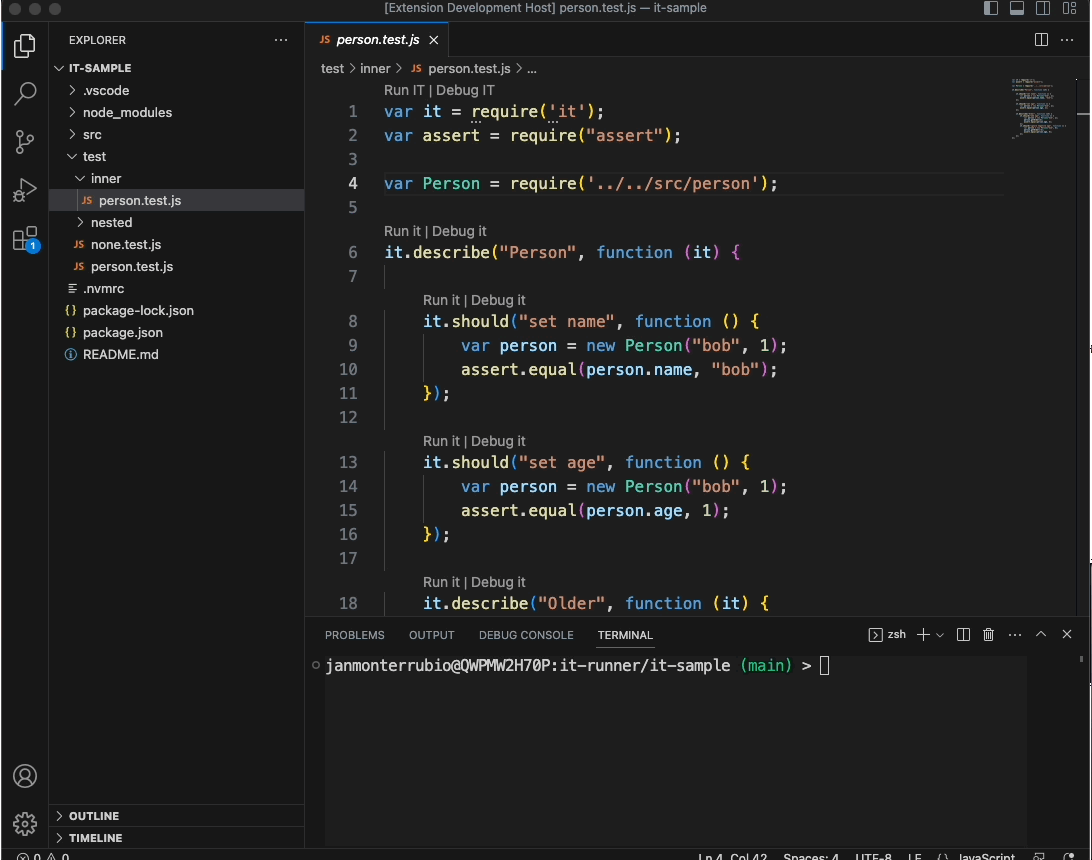 [Extension Development Host] person.test.js — it-sample
EXPLORER
IT-SAMPLE
.vscode
node_modules
src
test
inner
JS person.test.js
nested
JS none.test.js
JS person.test.js
.nvmrc
{} package-lock.json
{} package.json
README.md
1
OUTLINE
TIMELINE
JS person.test.js
test > inner > JS person.test.js > ...
Run IT | Debug IT
1 var it = require('it');
2 var assert = require("assert");
3
4 var Person = require('../../src/person');
5
Run it | Debug it
6 it.describe("Person", function (it) {
7
Run it | Debug it
8 it.should("set name", function () {
9 var person = new Person("bob", 1);
10 assert.equal(person.name, "bob");
11 });
12
Run it | Debug it
13 it.should("set age", function () {
14 var person = new Person("bob", 1);
15 assert.equal(person.age, 1);
16 });
17
Run it | Debug it
18 it.describe("Older", function (it) {
PROBLEMS OUTPUT DEBUG CONSOLE TERMINAL zsh
janmonterrubio@QWPMW2H70P:it-runner/it-sample (main) >
0 0 Ln 4, Col 42 Spaces: 4 UTF-8 LF {} JavaScript